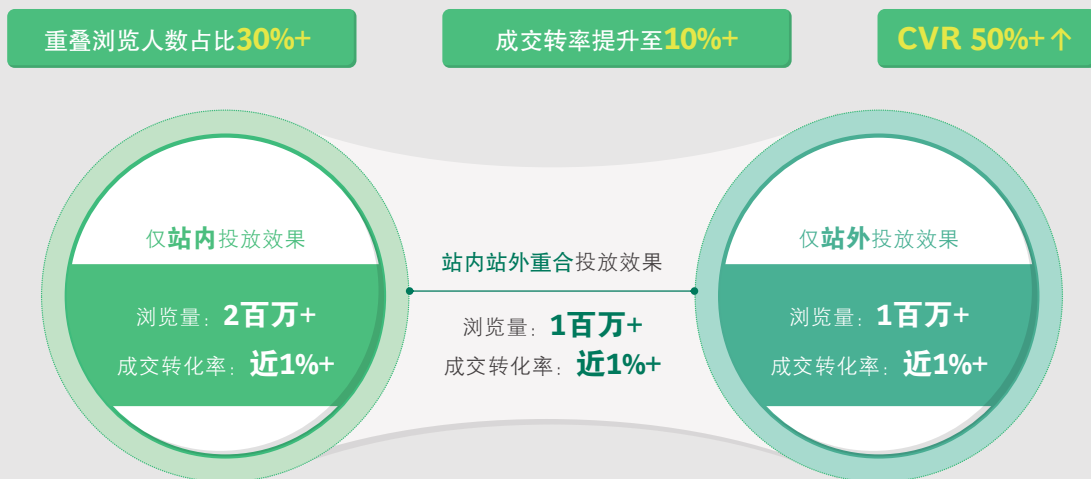 重叠浏览人数占比30%+
成交转率提升至10%+
CVR 50%+↑
仅站内投放效果
浏览量：2百万+
成交转化率：近1%+
站内站外重合投放效果
浏览量：1百万+
成交转化率：近1%+
仅站外投放效果
浏览量：1百万+
成交转化率：近1%+